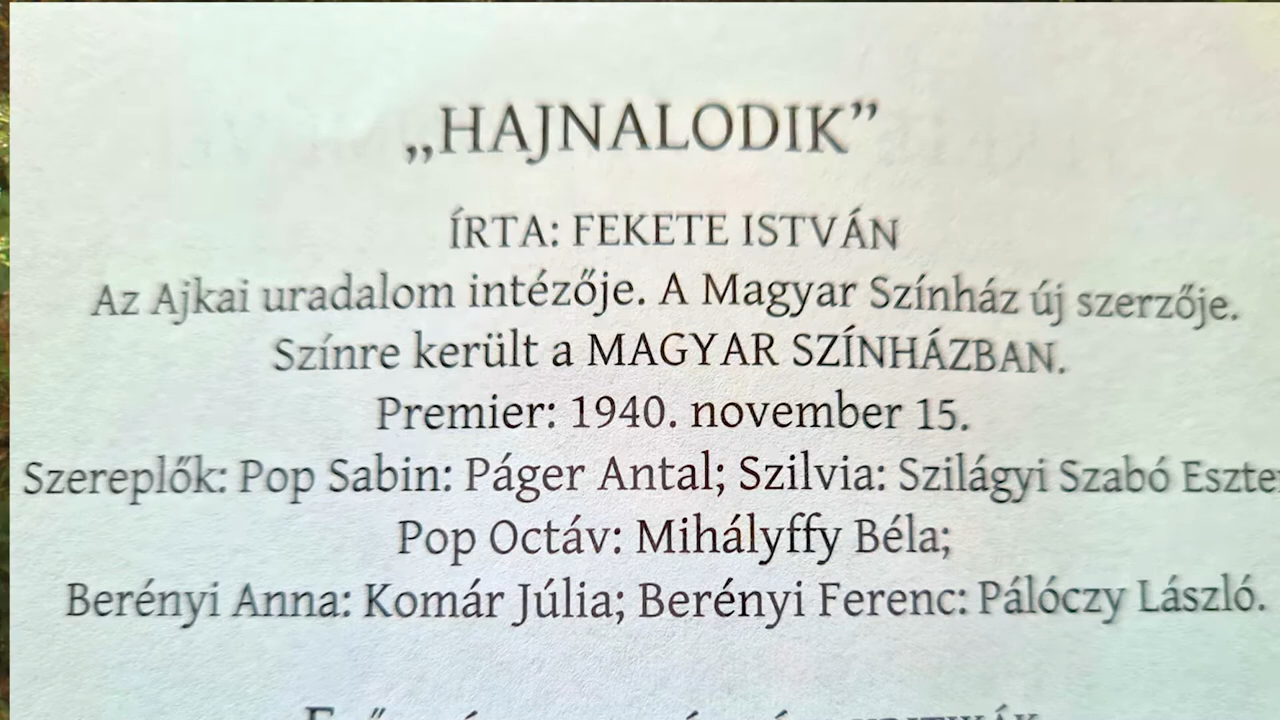 „HAJNALODIK”
ÍRTA: FEKETE ISTVÁN
Az Ajkai uradalom intézője. A Magyar Színház új szerzője.
Színre került a MAGYAR SZÍNHÁZBAN.
Premier: 1940. november 15.
Szereplők: Pop Sabin: Páger Antal; Szilvia: Szilágyi Szabó
Pop Octáv: Mihályffy Béla;
Berényi Anna: Komár Júlia; Berényi Ferenc: Pálóczy László.